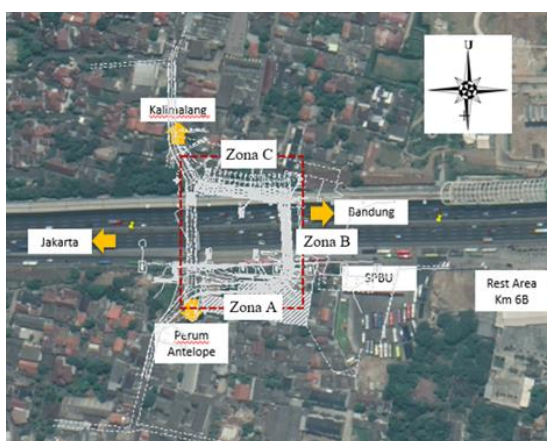 U
Kalimalang
Zona C
Bandung
Jakarta
Zona B
SPBU
Rest Area
Km 6B
Zona A
Perum
Antelope